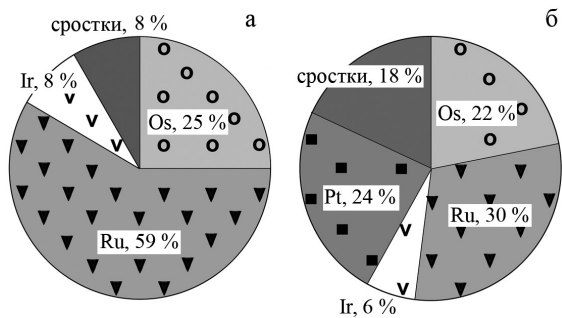 а
сростки, 8 %
Ir, 8 %
Os, 25 %
Ru, 59 %
б
сростки, 18 %
Os, 22 %
Pt, 24 %
Ru, 30 %
Ir, 6 %